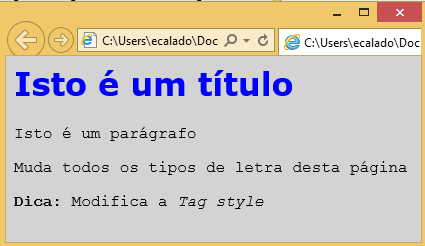 C:\Users\ecalado\Doc
C:\Users\ecalado\Doc
Isto é um título
Isto é um parágrafo
Muda todos os tipos de letra desta página
Dica: Modifica a Tag style